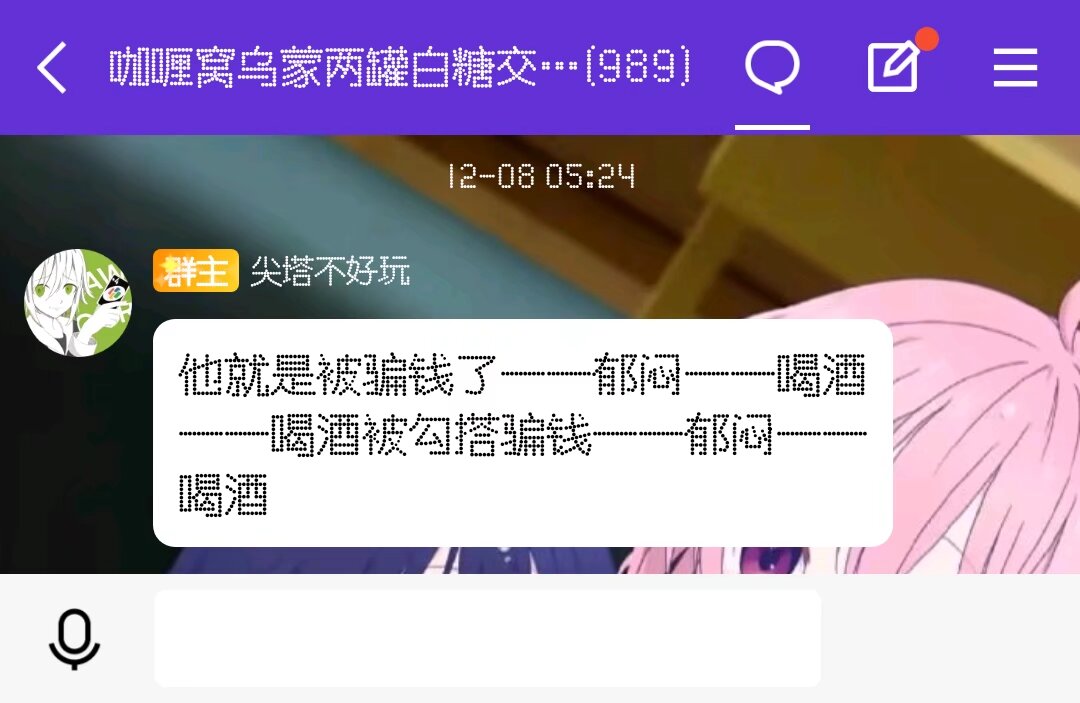 咖喱窝乌蒙两罐白糖交…(989)
12-08 05:24
群主 尖塔不好玩
他就是被骗钱了——郁闷——喝酒
——喝酒被勾搭骗钱——郁闷——
喝酒